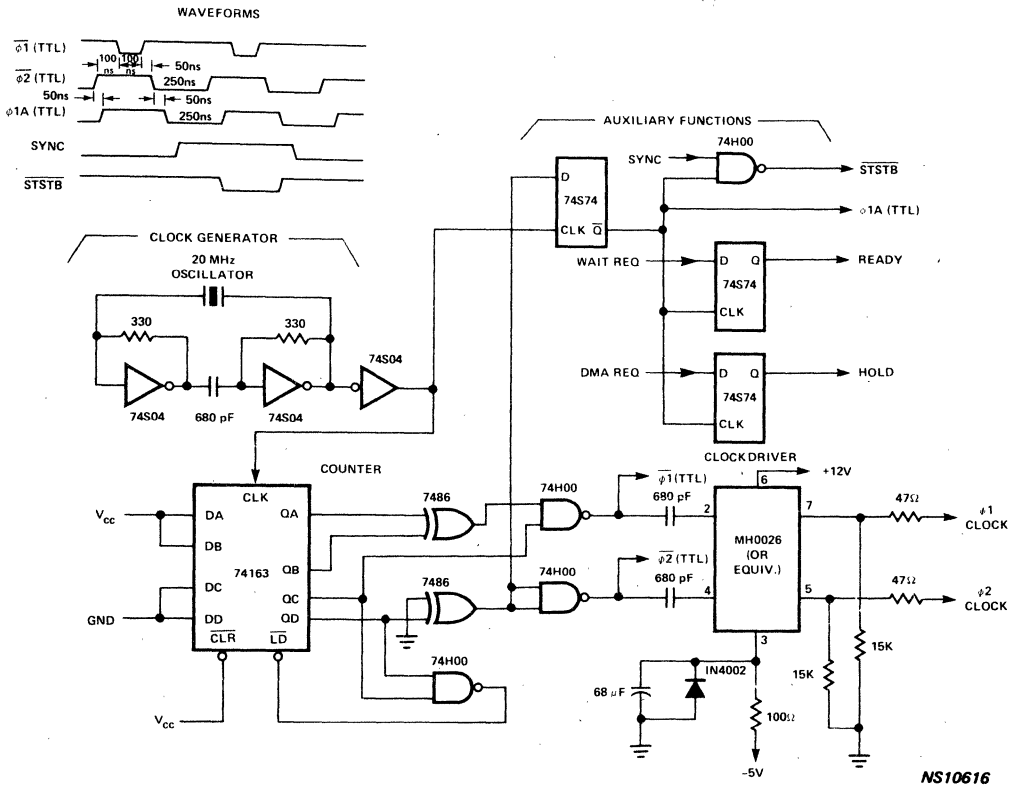 WAVEFORMS
φ1 (TTL)
100 ns 100 ns 50ns
φ2 (TTL)
250ns
50ns 50ns
φ1A (TTL)
250ns
SYNC
STSTB
AUXILIARY FUNCTIONS
74H00
SYNC
STSTB
D
74S74
CLK Q
φ1A (TTL)
WAIT REQ
D Q
74S74
CLK
READY
DMA REQ
D Q
74S74
CLK
HOLD
CLOCK GENERATOR
20 MHz
OSCILLATOR
330
330
74S04
74S04
680 pF
74S04
COUNTER
CLK
VCC
DA
QA
DB
QB
74163
DC
QC
GND
DD
QD
CLR
LD
VCC
7486
7486
74H00
74H00
74H00
φ1(TTL)
680 pF
φ2(TTL)
680 pF
CLOCK DRIVER
+12V
6
2
7
MH0026
(OR
EQUIV.)
4
5
3
47Ω
φ1
CLOCK
47Ω
φ2
CLOCK
15K
15K
68 µF
IN4002
100Ω
-5V
NS10616